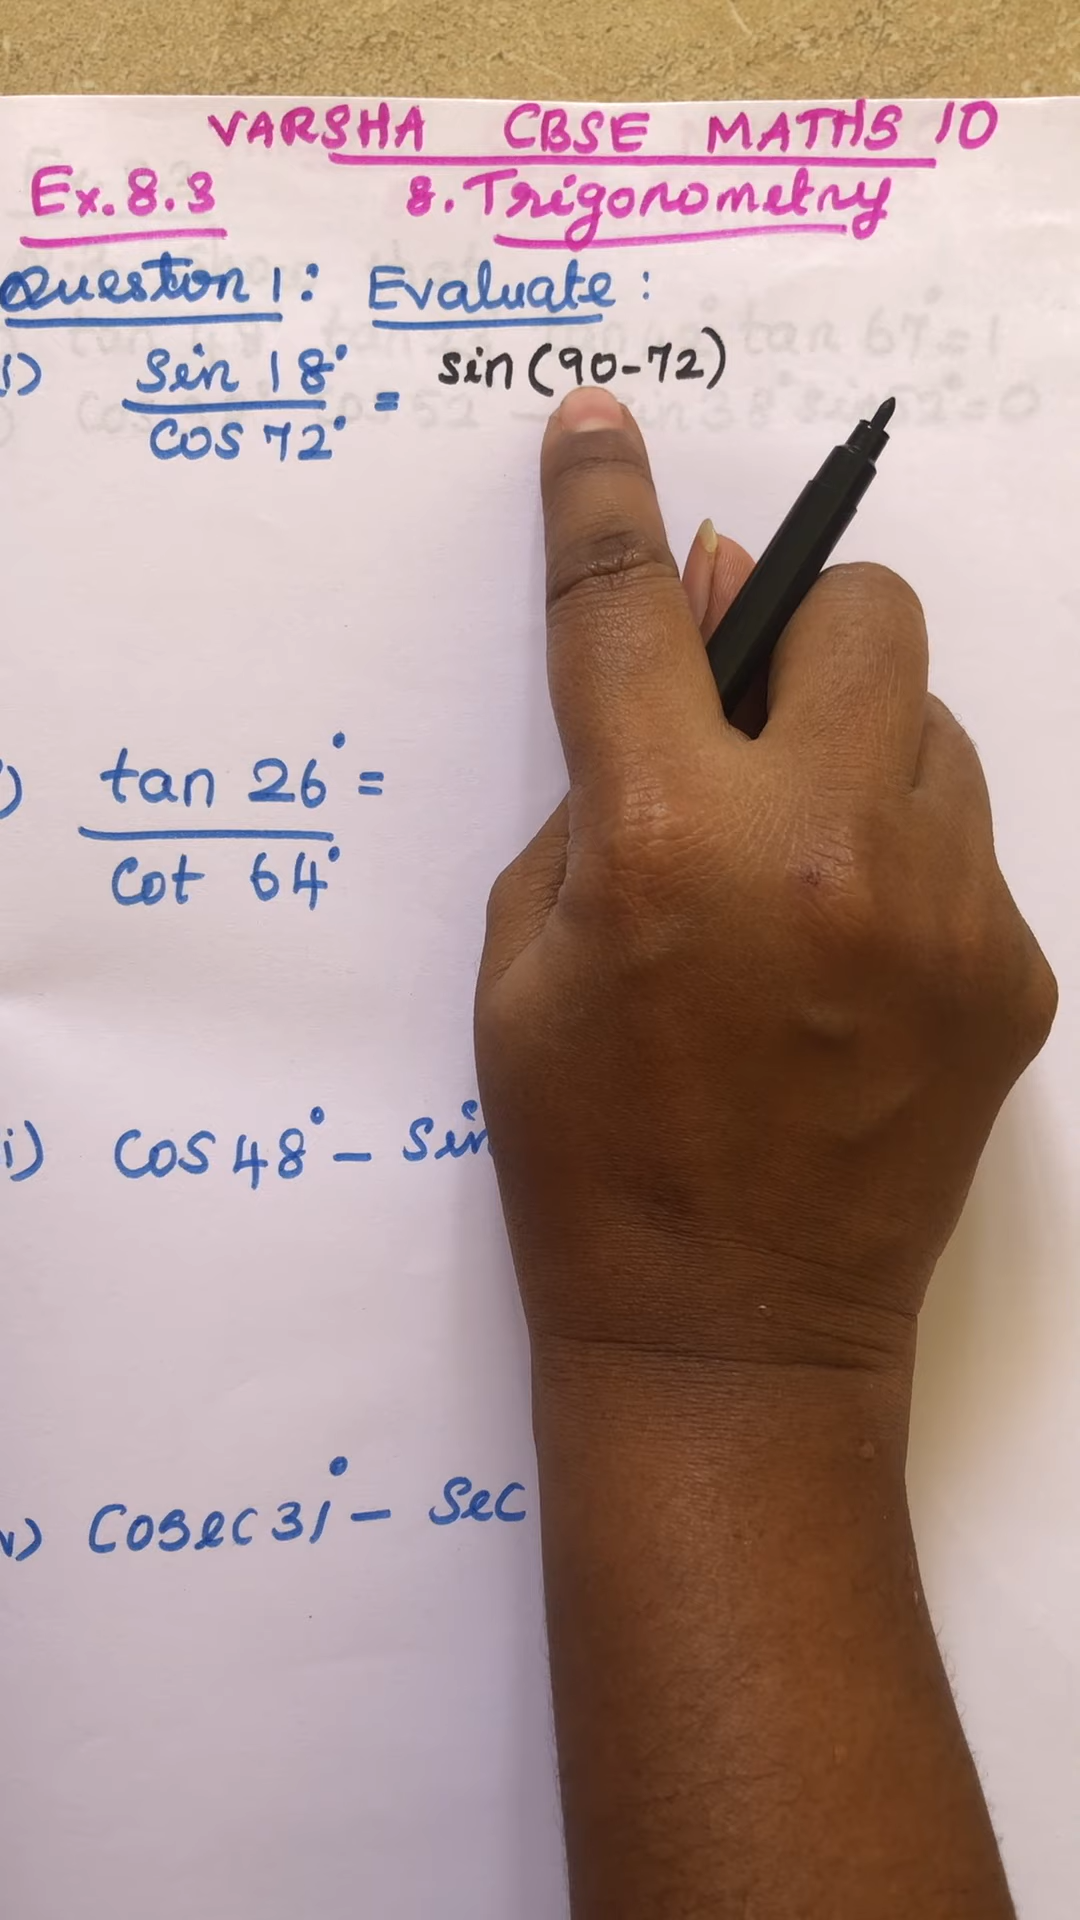 VARSHA CBSE MATHS 10
Ex.8.3 8. Trigonometry
Question 1: Evaluate:
i) sin 18° / cos 72° = sin(90-72)
) tan 26° / cot 64° =
i) cos 48° - sin
v) cosec 31° - sec